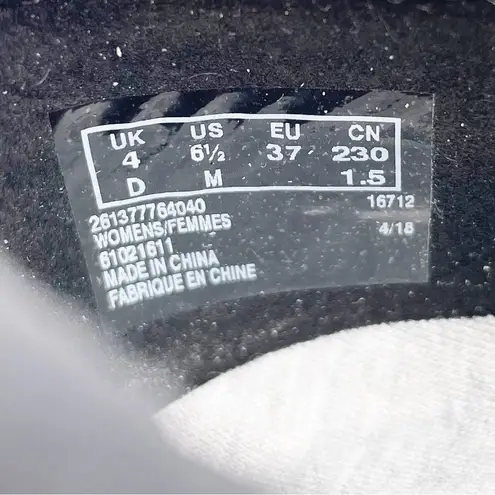 UK US EU CN
4 6½ 37 230
D M 1.5
261377764040 16712
WOMENS/FEMMES
61021611 4/18
MADE IN CHINA
FABRIQUE EN CHINE